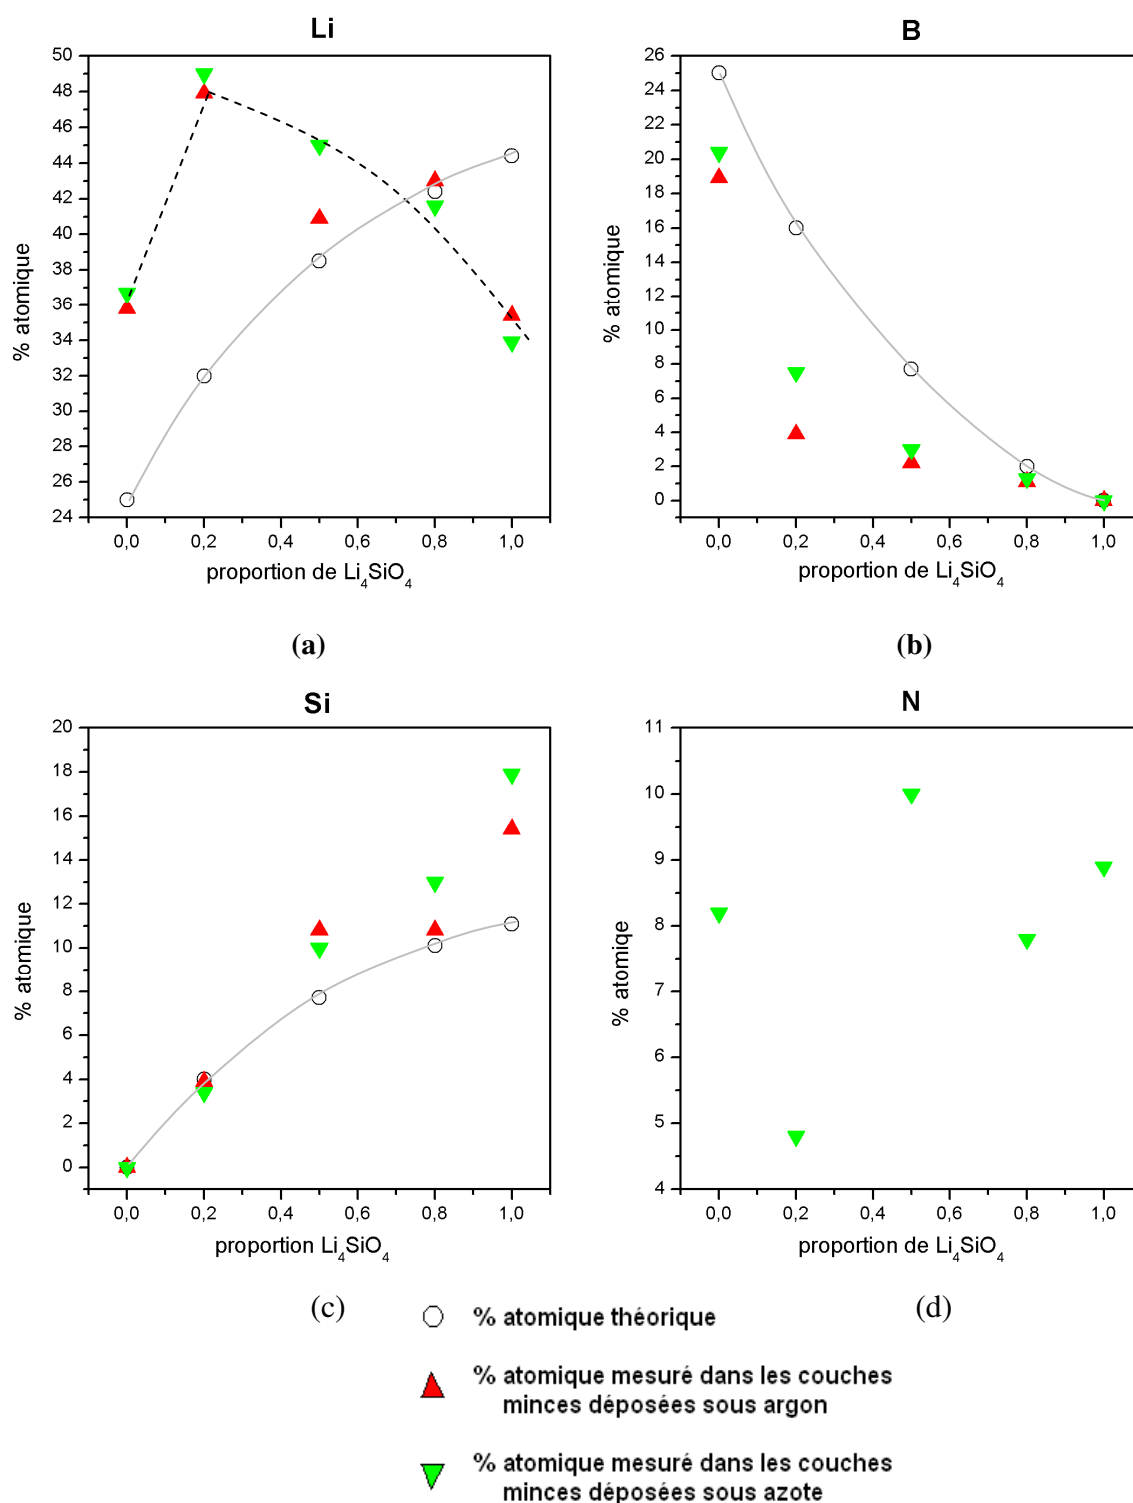 Li
50
48
46
44
42
40
38
36
34
32
30
28
26
24
% atomique
0,0 0,2 0,4 0,6 0,8 1,0
proportion de Li₄SiO₄
(a)
B
26
24
22
20
18
16
14
12
10
8
6
4
2
0
% atomique
0,0 0,2 0,4 0,6 0,8 1,0
proportion de Li₄SiO₄
(b)
Si
20
18
16
14
12
10
8
6
4
2
0
% atomique
0,0 0,2 0,4 0,6 0,8 1,0
proportion Li₄SiO₄
(c)
N
11
10
9
8
7
6
5
4
% atomiqe
0,0 0,2 0,4 0,6 0,8 1,0
proportion de Li₄SiO₄
(d)
% atomique théorique
% atomique mesuré dans les couches
minces déposées sous argon
% atomique mesuré dans les couches
minces déposées sous azote